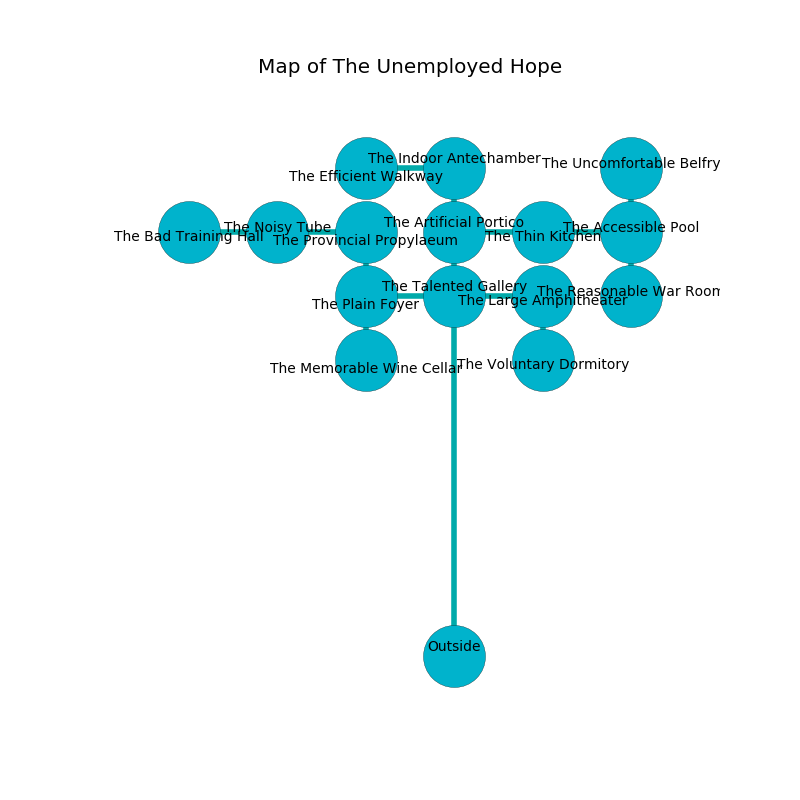 Map of The Unemployed Hope
The Indoor Antechamber
The Uncomfortable Belfry
The Efficient Walkway
The Artificial Portico
The Noisy Tube
The Accessible Pool
The Bad Training Hall
The Thin Kitchen
The Provincial Propylaeum
The Talented Gallery
The Reasonable War Room
The Large Amphitheater
The Plain Foyer
The Voluntary Dormitory
The Memorable Wine Cellar
Outside